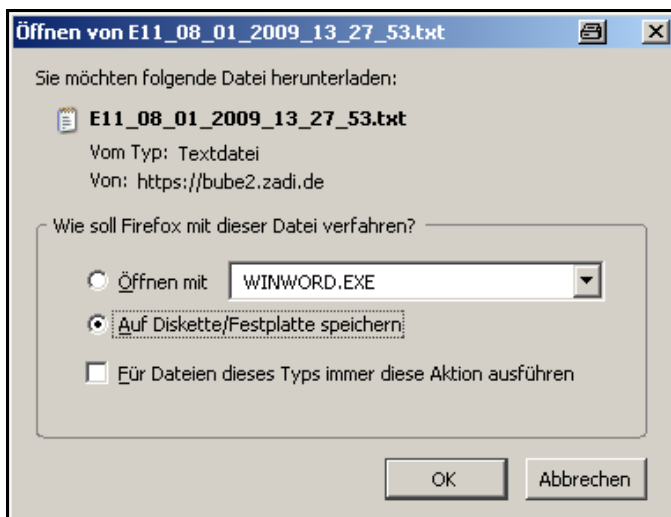 Öffnen von E11_08_01_2009_13_27_53.txt
Sie möchten folgende Datei herunterladen:
E11_08_01_2009_13_27_53.txt
Vom Typ: Textdatei
Von: https://bube2.zadi.de
Wie soll Firefox mit dieser Datei verfahren?
Öffnen mit WINWORD.EXE
Auf Diskette/Festplatte speichern
Für Dateien dieses Typs immer diese Aktion ausführen
OK Abbrechen